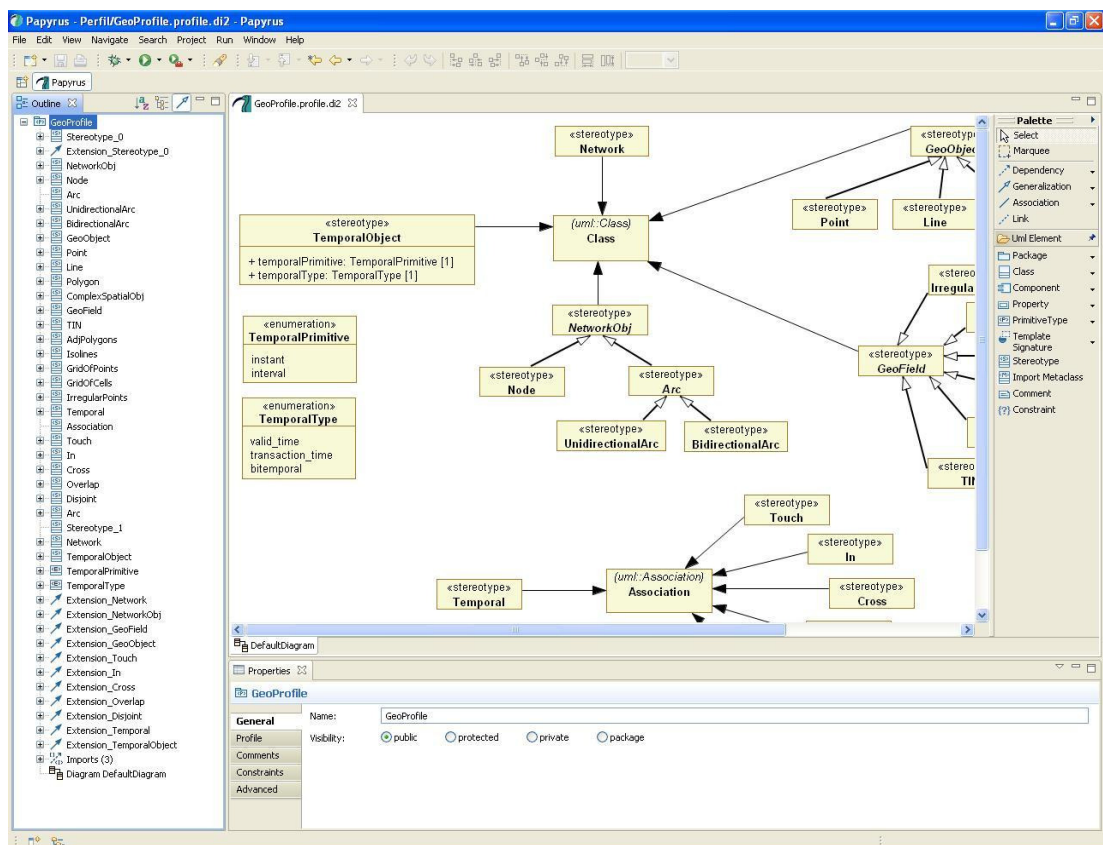 Papyrus - Perfil/GeoProfile.profile.di2 - Papyrus
File Edit View Navigate Search Project Run Window Help
Papyrus
Outline
GeoProfile
Stereotype_0
Extension_Stereotype_0
NetworkObj
Node
Arc
UnidirectionalArc
BidirectionalArc
GeoObject
Point
Line
Polygon
ComplexSpatialObj
GeoField
TIN
AdjPolygons
Isolines
GridOfPoints
GridOfCells
IrregularPoints
Temporal
Association
Touch
In
Cross
Overlap
Disjoint
Arc
Stereotype_1
Network
TemporalObject
TemporalPrimitive
TemporalType
Extension_Network
Extension_NetworkObj
Extension_GeoField
Extension_GeoObject
Extension_Touch
Extension_In
Extension_Cross
Extension_Overlap
Extension_Disjoint
Extension_Temporal
Extension_TemporalObject
Imports (3)
Diagram DefaultDiagram
GeoProfile.profile.di2
«stereotype»
Network
«stereotyp
GeoObjec
«stereotype»
Point
«stereotype»
Line
«stereotype»
TemporalObject
+ temporalPrimitive: TemporalPrimitive [1]
+ temporalType: TemporalType [1]
(uml::Class)
Class
«stereo
Irregula
«enumeration»
TemporalPrimitive
instant
interval
«stereotype»
NetworkObj
«stereotype»
GeoField
«stereotype»
Node
«stereotype»
Arc
«enumeration»
TemporalType
valid_time
transaction_time
bitemporal
«stereotype»
UnidirectionalArc
«stereotype»
BidirectionalArc
«stereo
TIN
«stereotype»
Touch
«stereotype»
In
(uml::Association)
Association
«stereotype»
Temporal
«stereotype»
Cross
DefaultDiagram
Palette
Select
Marquee
Dependency
Generalization
Association
Link
Uml Element
Package
Class
Component
Property
PrimitiveType
Template
Signature
Stereotype
Import Metaclass
Comment
Constraint
Properties
GeoProfile
General
Profile
Comments
Constraints
Advanced
Name:
GeoProfile
Visibility:
public
protected
private
package